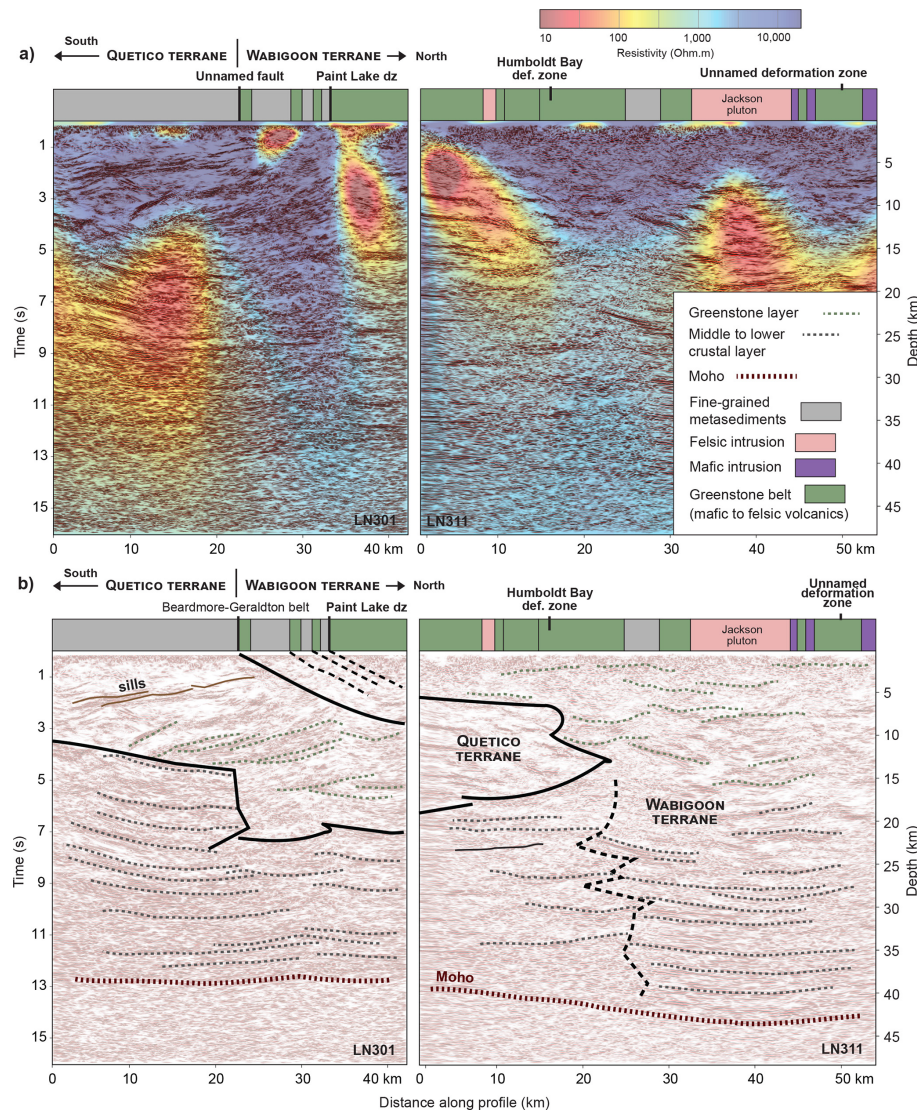 10 100 1,000 10,000
Resistivity (Ohm.m)
a)
South North
QUETICO TERRANE WABIGOON TERRANE
Unnamed fault Paint Lake dz
Humboldt Bay
def. zone
Unnamed deformation zone
Jackson
pluton
Time (s)
1
3
5
7
9
11
13
15
LN301
0 10 20 30 40 km
LN311
Depth (km)
5
10
15
20
25
30
35
40
45
0 10 20 30 40 50 km
Greenstone layer
Middle to lower
crustal layer
Moho
Fine-grained
metasediments
Felsic intrusion
Mafic intrusion
Greenstone belt
(mafic to felsic volcanics)
b)
South North
QUETICO TERRANE WABIGOON TERRANE
Beardmore-Geraldton belt Paint Lake dz
Humboldt Bay
def. zone
Unnamed
deformation
zone
Jackson
pluton
Time (s)
1
3
5
7
9
11
13
15
sills
LN301
0 10 20 30 40 km
QUETICO
TERRANE
WABIGOON
TERRANE
Moho
LN311
Depth (km)
5
10
15
20
25
30
35
40
45
0 10 20 30 40 50 km
Distance along profile (km)